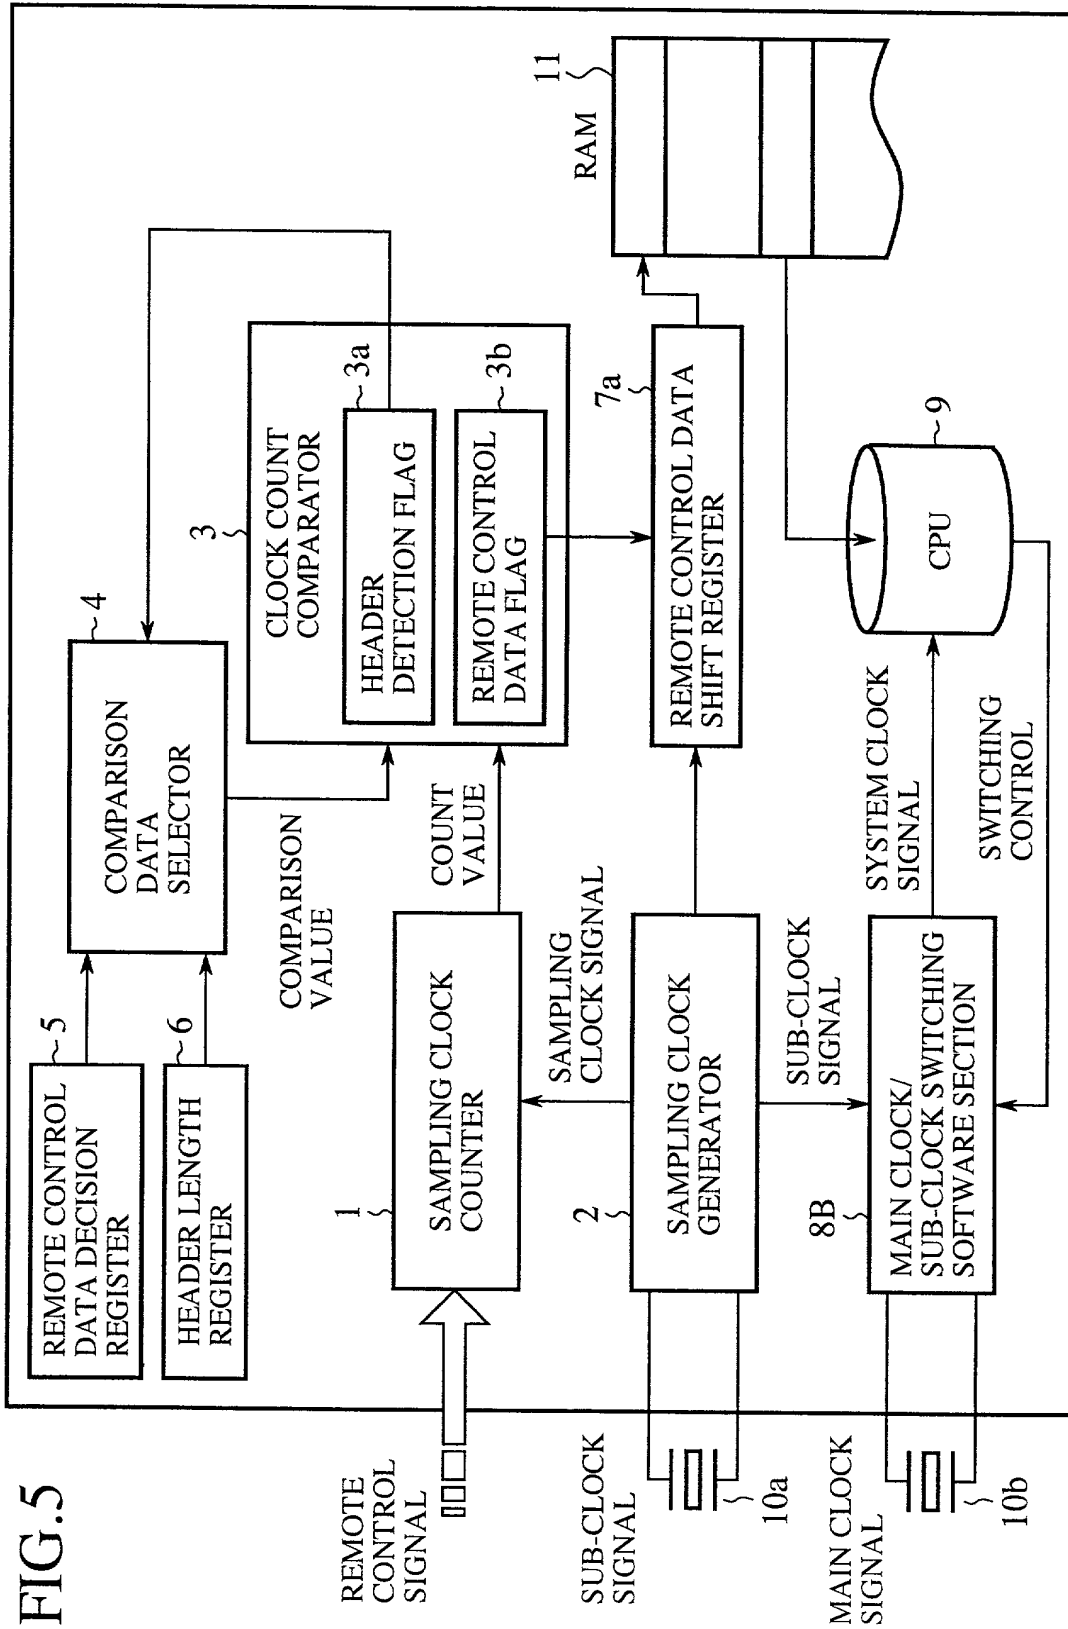 FIG.5
REMOTE CONTROL
DATA DECISION
REGISTER
5
HEADER LENGTH
REGISTER
6
COMPARISON
DATA
SELECTOR
4
COMPARISON
VALUE
3
CLOCK COUNT
COMPARATOR
HEADER
DETECTION FLAG
3a
REMOTE CONTROL
DATA FLAG
3b
REMOTE
CONTROL
SIGNAL
1
SAMPLING CLOCK
COUNTER
COUNT
VALUE
SAMPLING
CLOCK SIGNAL
SUB-CLOCK
SIGNAL
10a
2
SAMPLING CLOCK
GENERATOR
REMOTE CONTROL DATA
SHIFT REGISTER
7a
RAM
11
SUB-CLOCK
SIGNAL
MAIN CLOCK
SIGNAL
10b
8B
MAIN CLOCK/
SUB-CLOCK SWITCHING
SOFTWARE SECTION
SYSTEM CLOCK
SIGNAL
CPU
9
SWITCHING
CONTROL